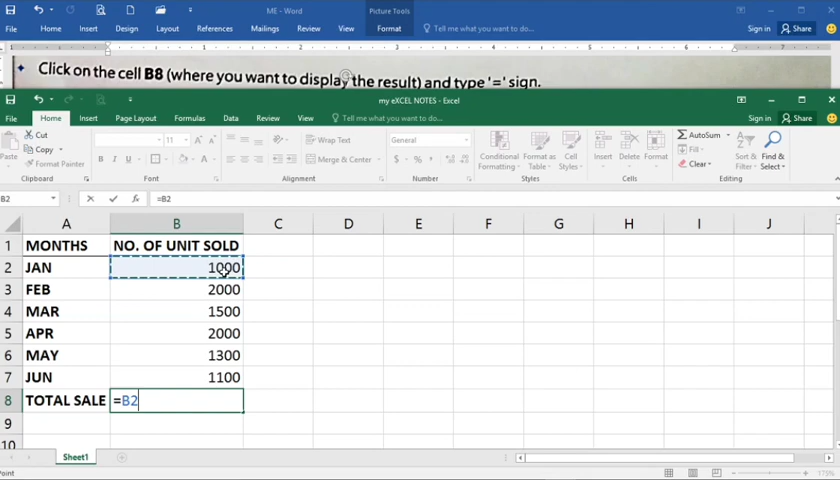 ME - Word
Picture Tools
File Home Insert Design Layout References Mailings Review View Format Tell me what you want to do... Sign in Share
Click on the cell B8 (where you want to display the result) and type '=' sign.
my eXCEL NOTES - Excel
File Home Insert Page Layout Formulas Data Review View Tell me what you want to do... Sign in Share
Paste Cut Copy Format Painter
Clipboard
11
B I U
Font
Wrap Text
Merge & Center
Alignment
General
Number
Conditional Formatting
Format as Table
Cell Styles
Styles
Insert Delete Format
Cells
AutoSum
Clear
Sort & Filter
Find & Select
Editing
B2 =B2
A B C D E F G H I J
1 MONTHS NO. OF UNIT SOLD
2 JAN 1000
3 FEB 2000
4 MAR 1500
5 APR 2000
6 MAY 1300
7 JUN 1100
8 TOTAL SALE =B2
9
10
Sheet1
Point